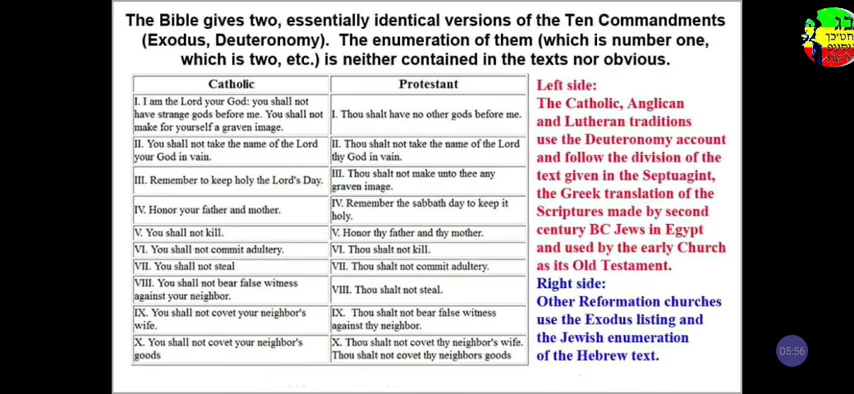 The Bible gives two, essentially identical versions of the Ten Commandments
(Exodus, Deuteronomy). The enumeration of them (which is number one,
which is two, etc.) is neither contained in the texts nor obvious.
Catholic
Protestant
I. I am the Lord your God: you shall not
have strange gods before me. You shall not
make for yourself a graven image.
I. Thou shalt have no other gods before me.
II. You shall not take the name of the Lord
your God in vain.
II. Thou shalt not take the name of the Lord
thy God in vain.
III. Remember to keep holy the Lord's Day.
III. Thou shalt not make unto thee any
graven image.
IV. Honor your father and mother.
IV. Remember the sabbath day to keep it
holy.
V. You shall not kill.
V. Honor thy father and thy mother.
VI. You shall not commit adultery.
VI. Thou shalt not kill.
VII. You shall not steal
VII. Thou shalt not commit adultery.
VIII. You shall not bear false witness
against your neighbor.
VIII. Thou shalt not steal.
IX. You shall not covet your neighbor's
wife.
IX. Thou shalt not bear false witness
against thy neighbor.
X. You shall not covet your neighbor's
goods
X. Thou shalt not covet thy neighbor's wife.
Thou shalt not covet thy neighbors goods
Left side:
The Catholic, Anglican
and Lutheran traditions
use the Deuteronomy account
and follow the division of the
text given in the Septuagint,
the Greek translation of the
Scriptures made by second
century BC Jews in Egypt
and used by the early Church
as its Old Testament.
Right side:
Other Reformation churches
use the Exodus listing and
the Jewish enumeration
of the Hebrew text.
05:56